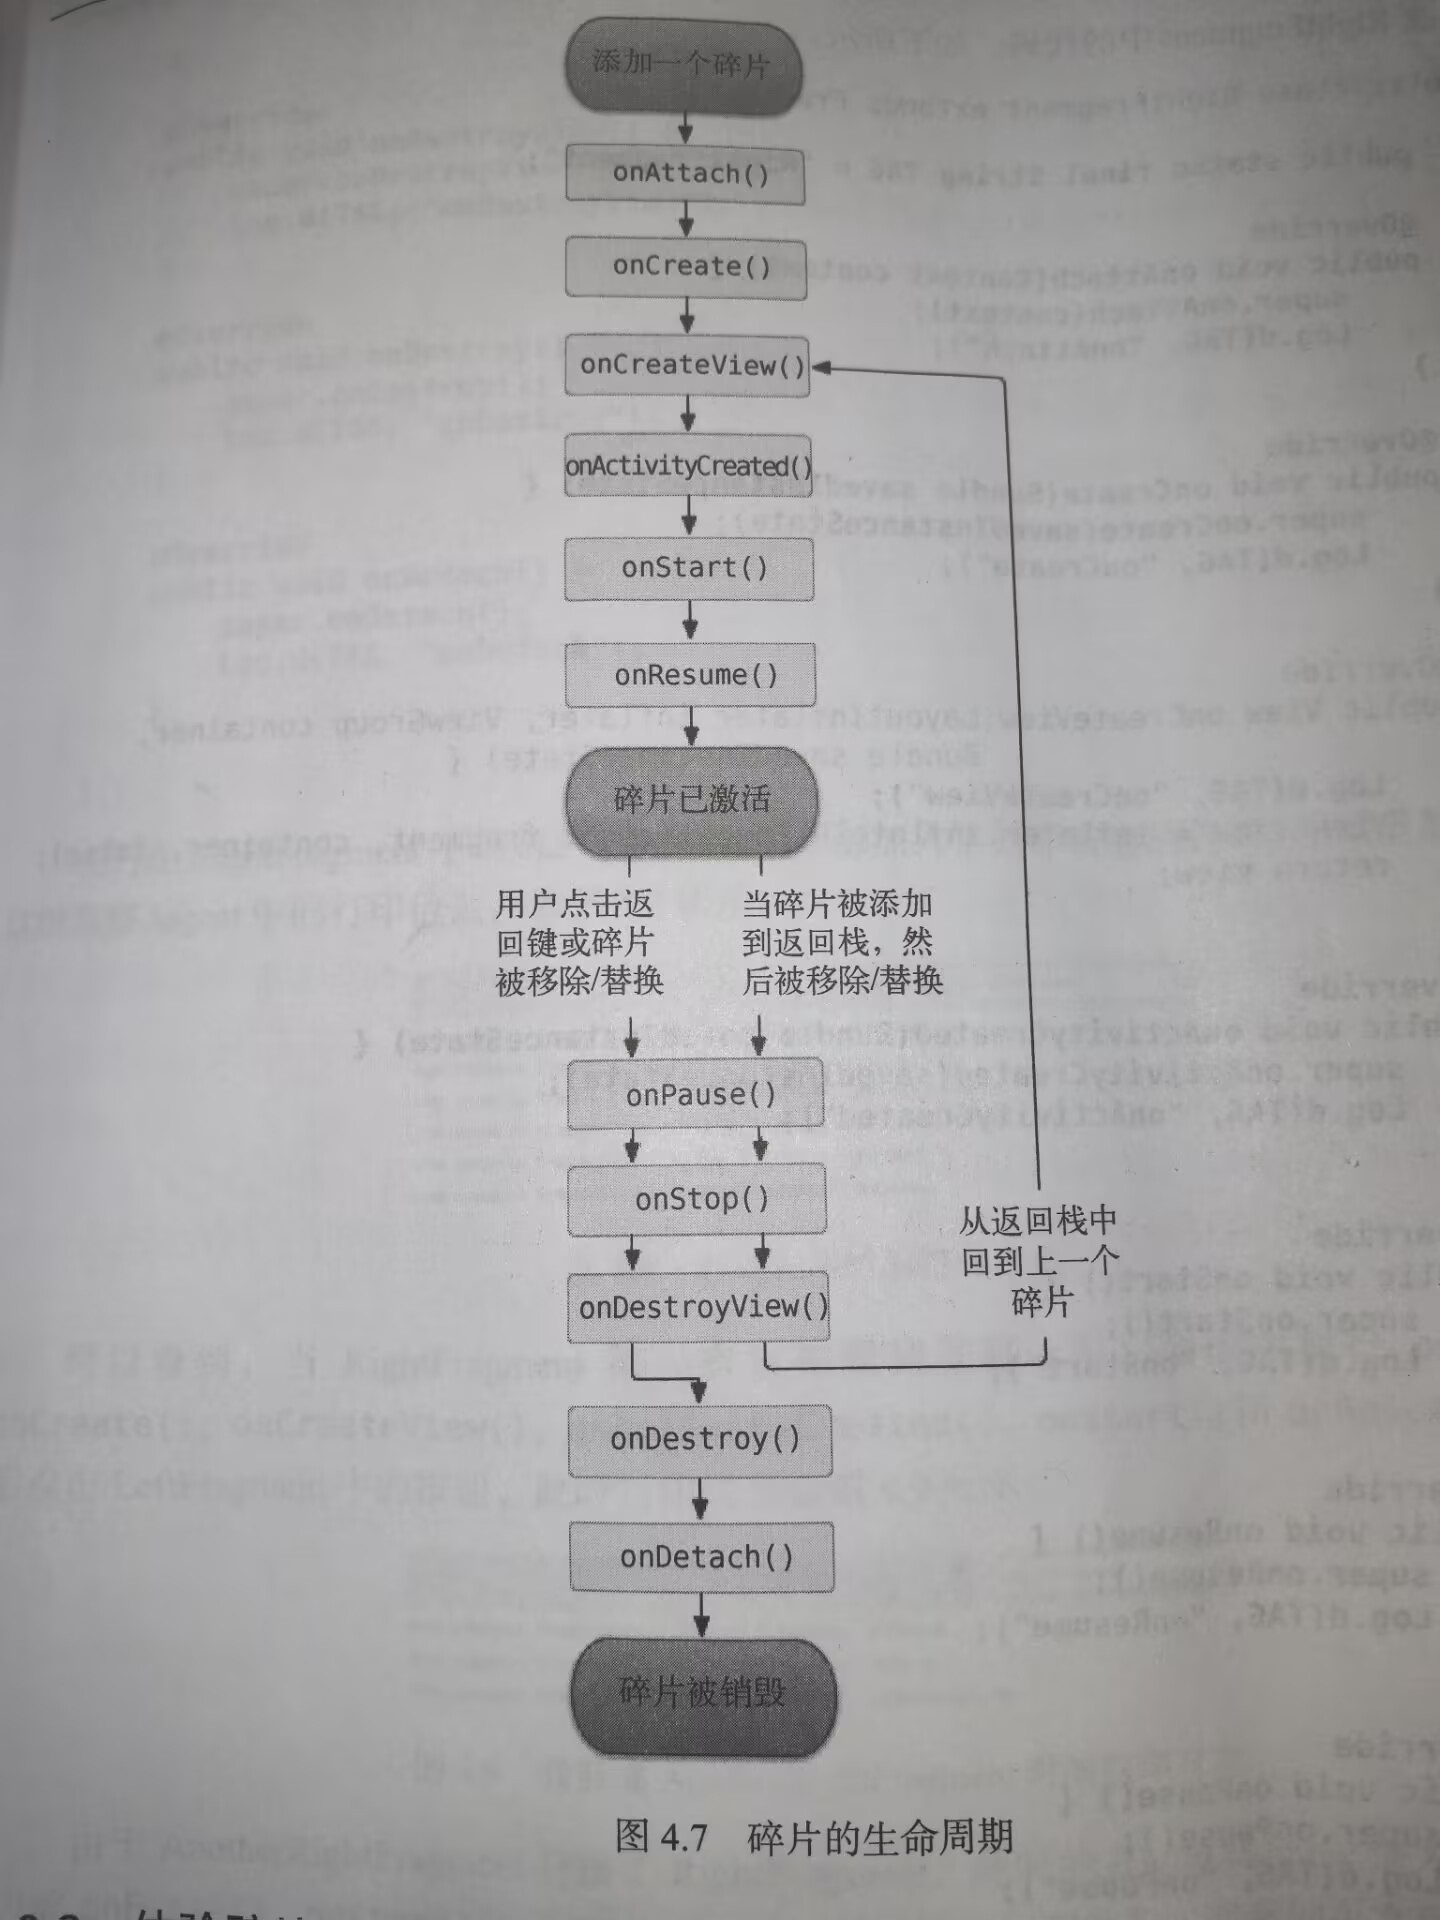 添加一个碎片
onAttach()
onCreate()
onCreateView()
onActivityCreated()
onStart()
onResume()
碎片已激活
用户点击返
回键或碎片
被移除/替换
当碎片被添加
到返回栈，然
后被移除/替换
onPause()
onStop()
onDestroyView()
从返回栈中
回到上一个
碎片
onDestroy()
onDetach()
碎片被销毁
图 4.7 碎片的生命周期